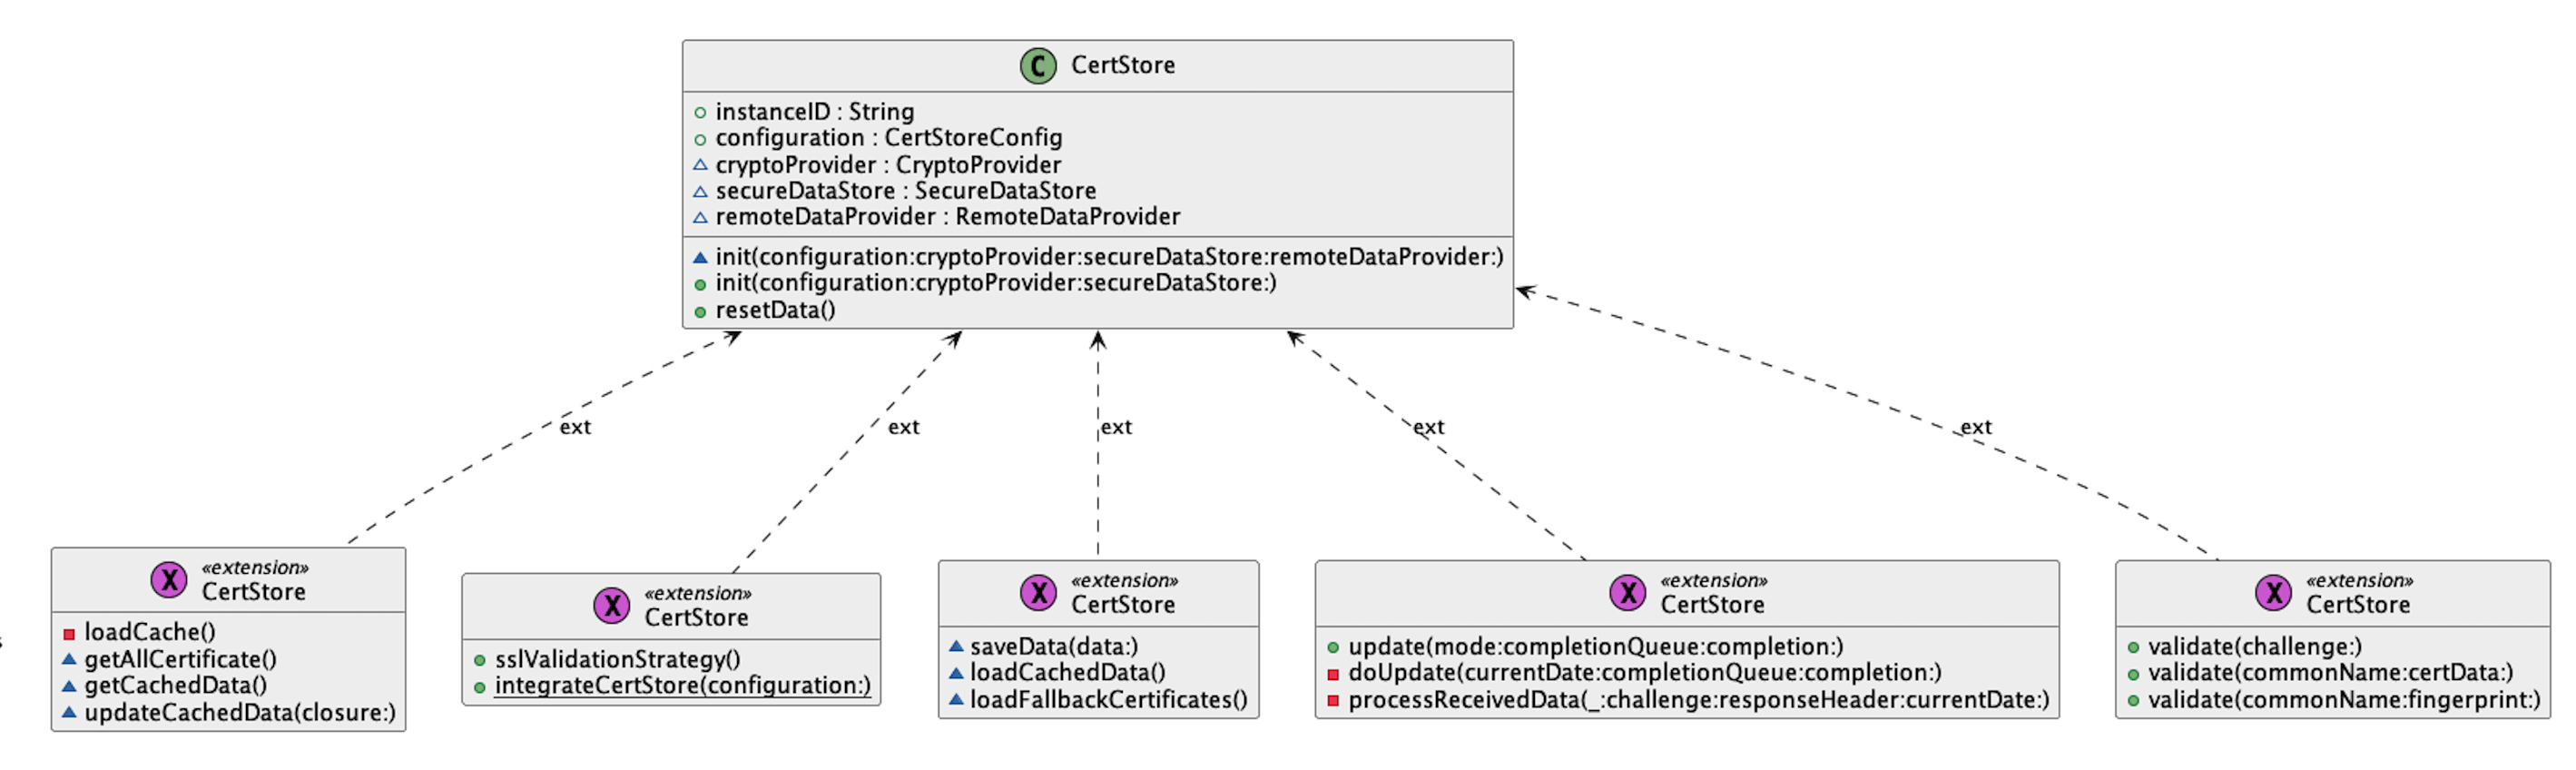 CertStore
instanceID : String
configuration : CertStoreConfig
cryptoProvider : CryptoProvider
secureDataStore : SecureDataStore
remoteDataProvider : RemoteDataProvider
init(configuration:cryptoProvider:secureDataStore:remoteDataProvider:)
init(configuration:cryptoProvider:secureDataStore:)
resetData()
ext
ext
ext
ext
ext
«extension»
CertStore
loadCache()
getAllCertificate()
getCachedData()
updateCachedData(closure:)
«extension»
CertStore
sslValidationStrategy()
integrateCertStore(configuration:)
«extension»
CertStore
saveData(data:)
loadCachedData()
loadFallbackCertificates()
«extension»
CertStore
update(mode:completionQueue:completion:)
doUpdate(currentDate:completionQueue:completion:)
processReceivedData(_:challenge:responseHeader:currentDate:)
«extension»
CertStore
validate(challenge:)
validate(commonName:certData:)
validate(commonName:fingerprint:)